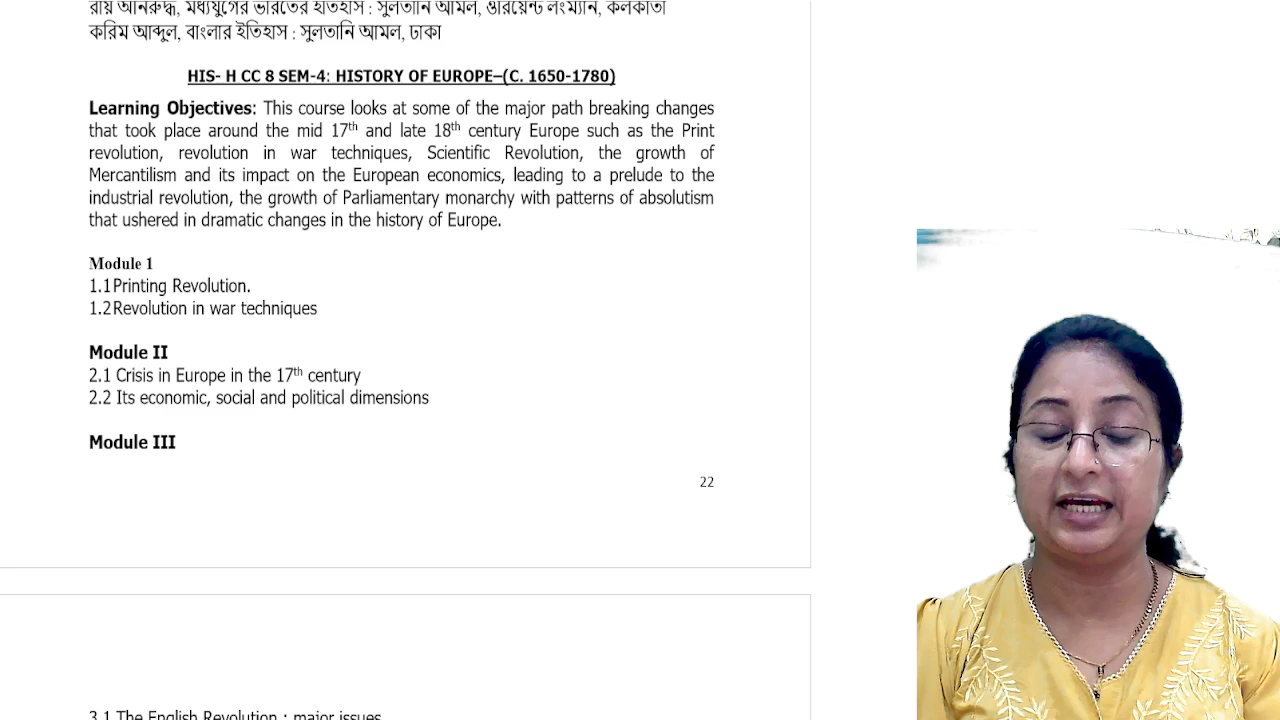 রায় অনিরুদ্ধ, মধ্যযুগের ভারতের ইতিহাস : সুলতানি আমল, ওরিয়েন্ট লংম্যান, কলকাতা
করিম আব্দুল, বাংলার ইতিহাস : সুলতানি আমল, ঢাকা
HIS- H CC 8 SEM-4: HISTORY OF EUROPE–(C. 1650-1780)
Learning Objectives: This course looks at some of the major path breaking changes
that took place around the mid 17th and late 18th century Europe such as the Print
revolution, revolution in war techniques, Scientific Revolution, the growth of
Mercantilism and its impact on the European economics, leading to a prelude to the
industrial revolution, the growth of Parliamentary monarchy with patterns of absolutism
that ushered in dramatic changes in the history of Europe.
Module 1
1.1Printing Revolution.
1.2Revolution in war techniques
Module II
2.1 Crisis in Europe in the 17th century
2.2 Its economic, social and political dimensions
Module III
22
3.1 The English Revolution : major issues